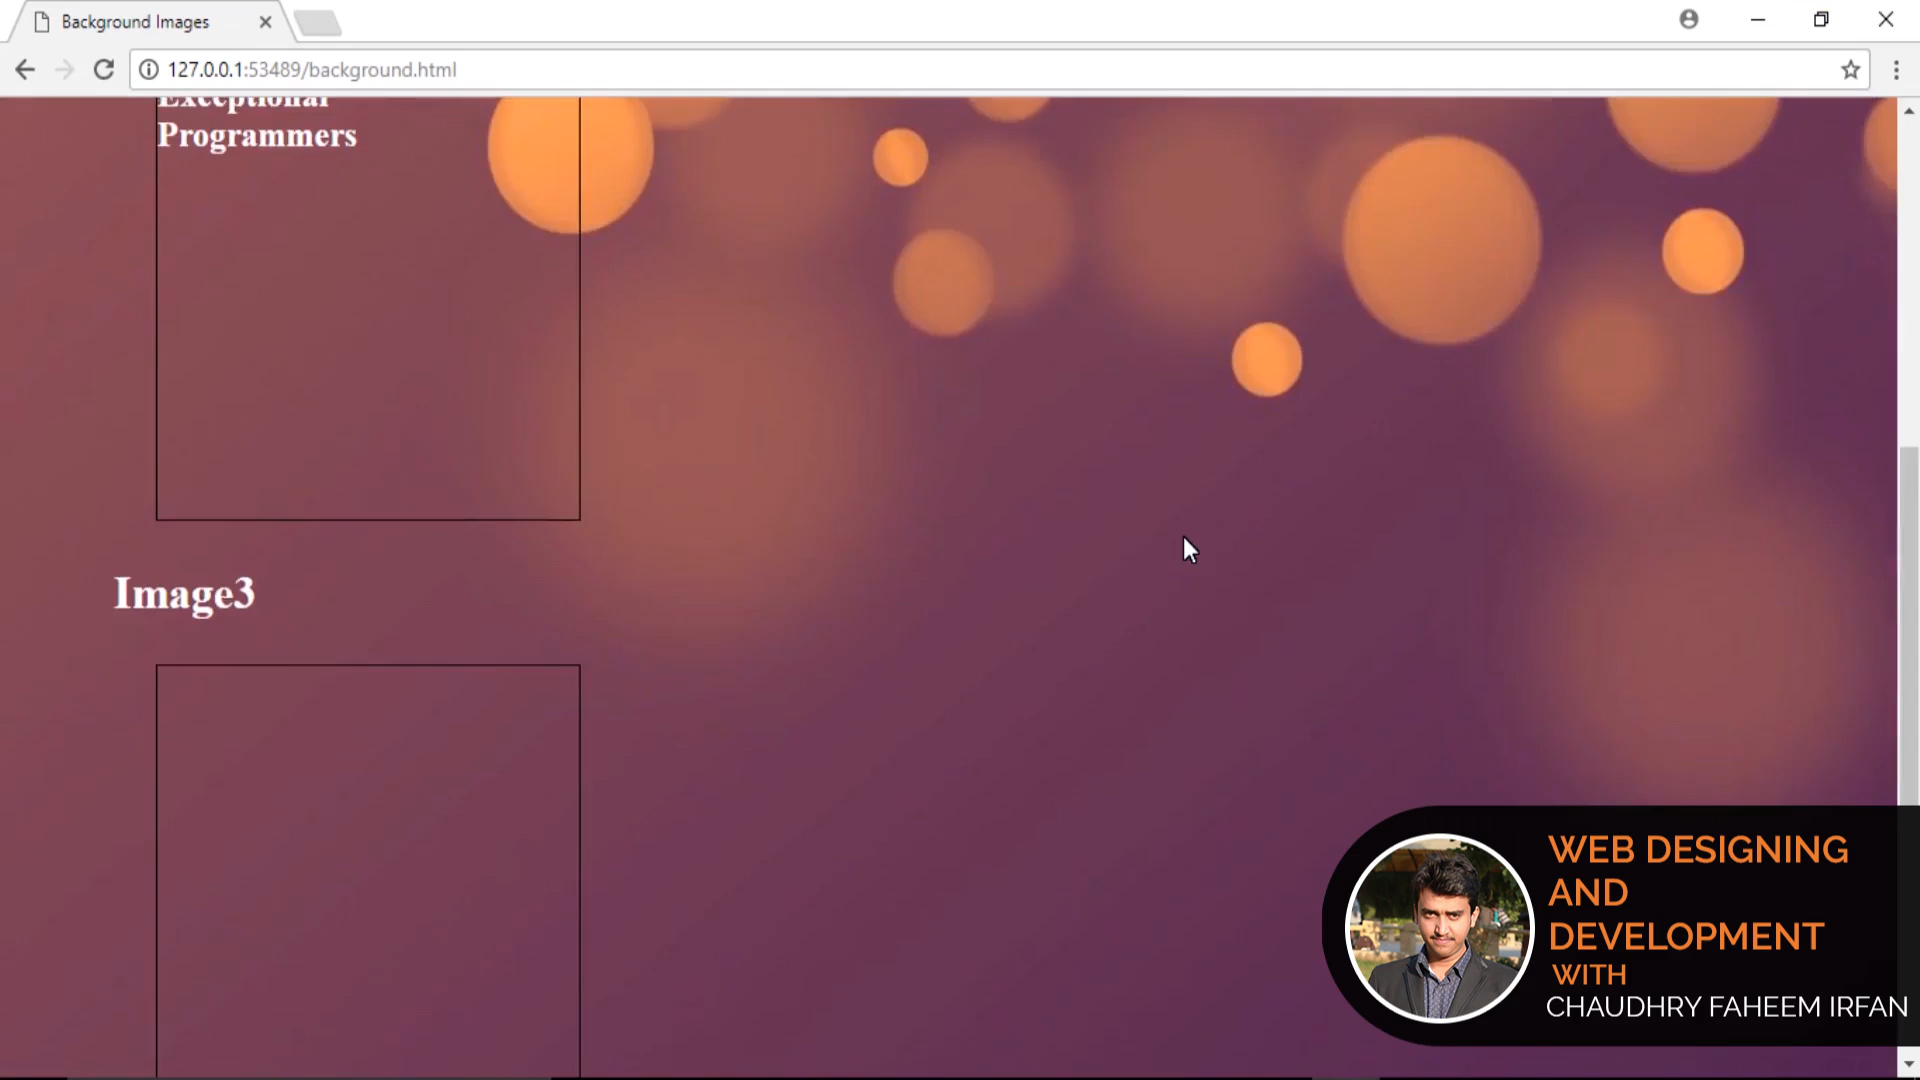 Background Images
127.0.0.1:53489/background.html
Exceptional
Programmers
Image3
WEB DESIGNING
AND
DEVELOPMENT
WITH
CHAUDHRY FAHEEM IRFAN